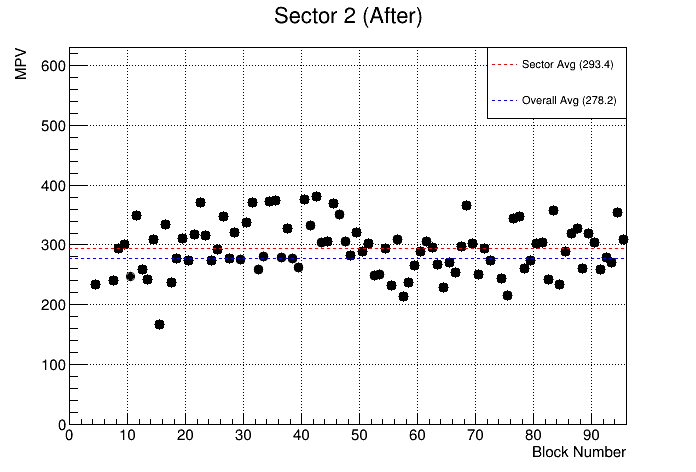 Sector 2 (After)
MPV
600
500
400
300
200
100
0
Sector Avg (293.4)
Overall Avg (278.2)
0 10 20 30 40 50 60 70 80 90
Block Number